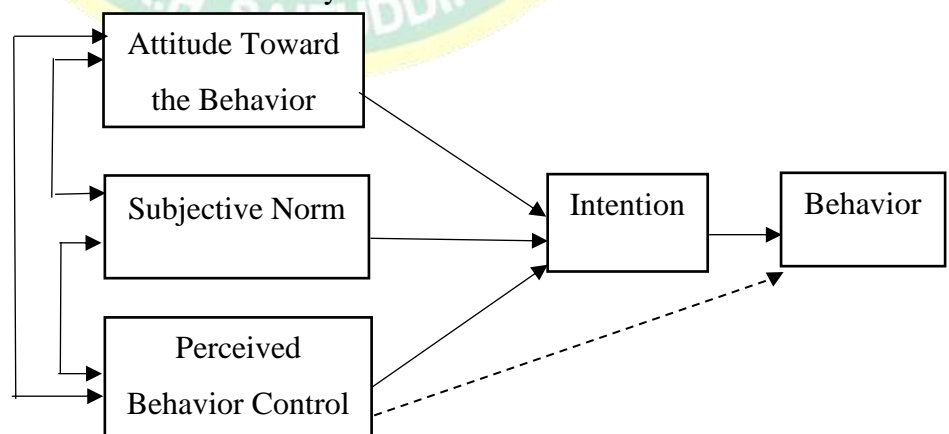 Attitude Toward
the Behavior
Subjective Norm
Intention
Behavior
Perceived
Behavior Control